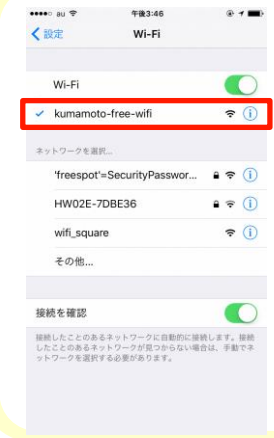 au 午後3:46
設定 Wi-Fi
Wi-Fi
kumamoto-free-wifi
ネットワークを選択...
'freespot'=SecurityPasswor...
HW02E-7DBE36
wifi_square
その他...
接続を確認
接続したことのあるネットワークに自動的に接続します。接続
したことのあるネットワークが見つからない場合は、手動でネ
ットワークを選択する必要があります。